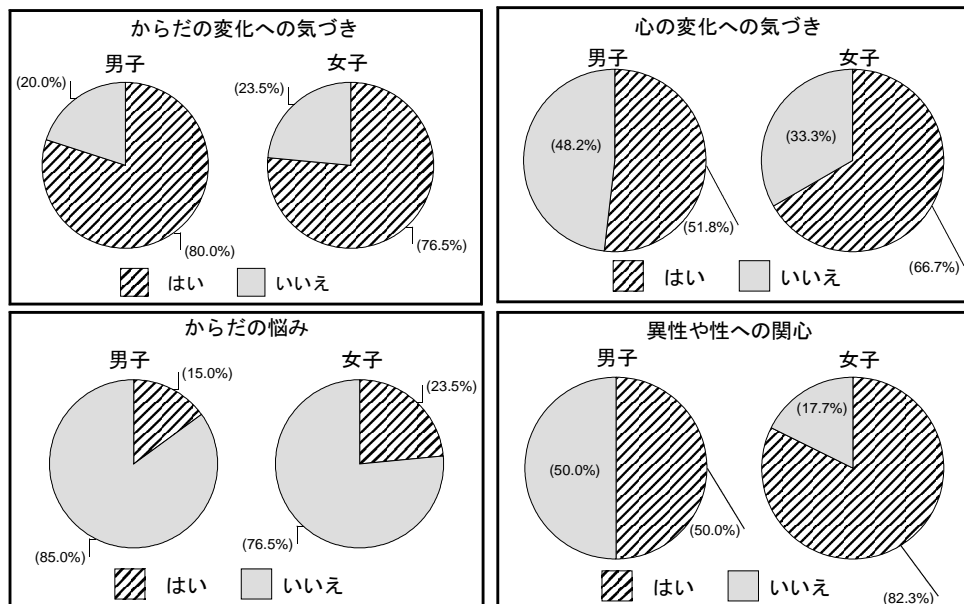 からだの変化への気づき
男子
女子
(20.0%)
(23.5%)
(80.0%)
(76.5%)
はい
いいえ
心の変化への気づき
男子
女子
(48.2%)
(33.3%)
(51.8%)
(66.7%)
はい
いいえ
からだの悩み
男子
女子
(15.0%)
(23.5%)
(85.0%)
(76.5%)
はい
いいえ
異性や性への関心
男子
女子
(17.7%)
(50.0%)
(50.0%)
(82.3%)
はい
いいえ